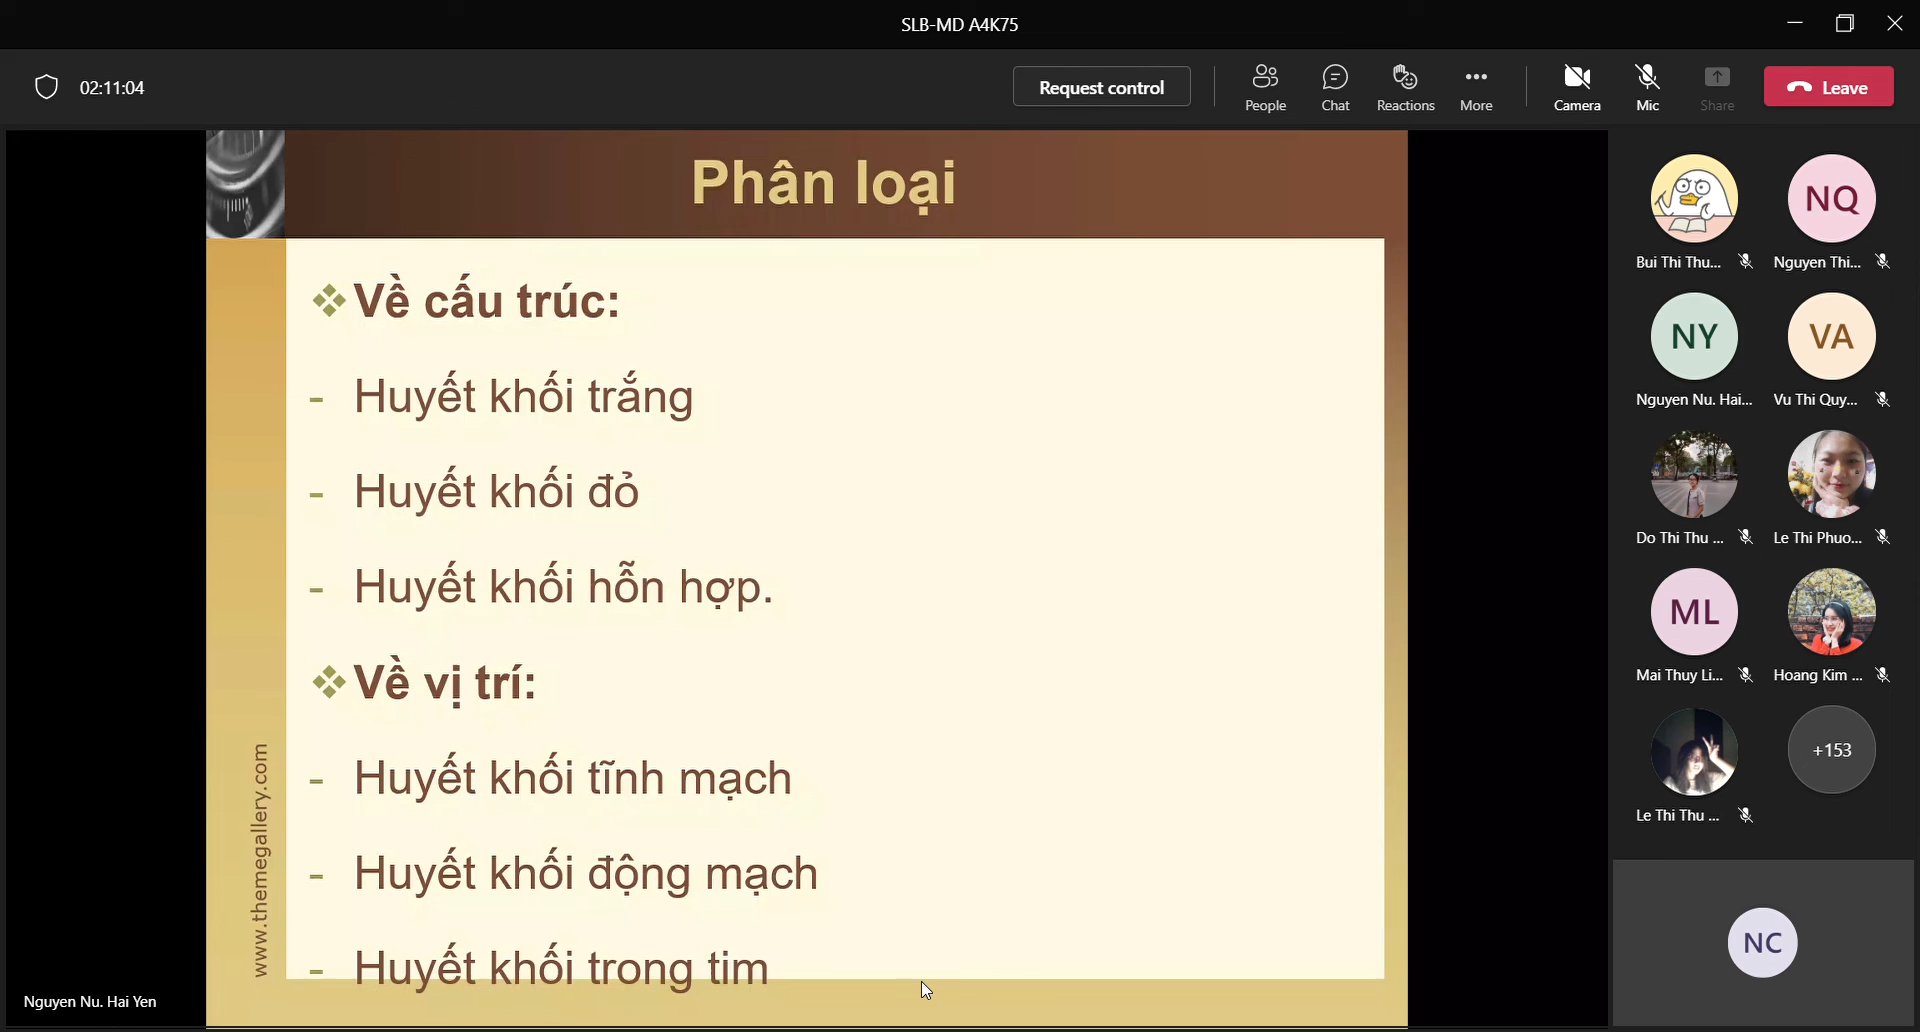 SLB-MD A4K75
02:11:04
Request control
People
Chat
Reactions
More
Camera
Mic
Share
Leave
Phân loại
❖ Về cấu trúc:
- Huyết khối trắng
- Huyết khối đỏ
- Huyết khối hỗn hợp.
❖ Về vị trí:
- Huyết khối tĩnh mạch
- Huyết khối động mạch
- Huyết khối trong tim
www.themegallery.com
Nguyen Nu. Hai Yen
NQ
Bui Thi Thu...
Nguyen Thi...
NY
VA
Nguyen Nu. Hai...
Vu Thi Quy...
Do Thi Thu ...
Le Thi Phuo...
ML
Mai Thuy Li...
Hoang Kim ...
+153
Le Thi Thu ...
NC